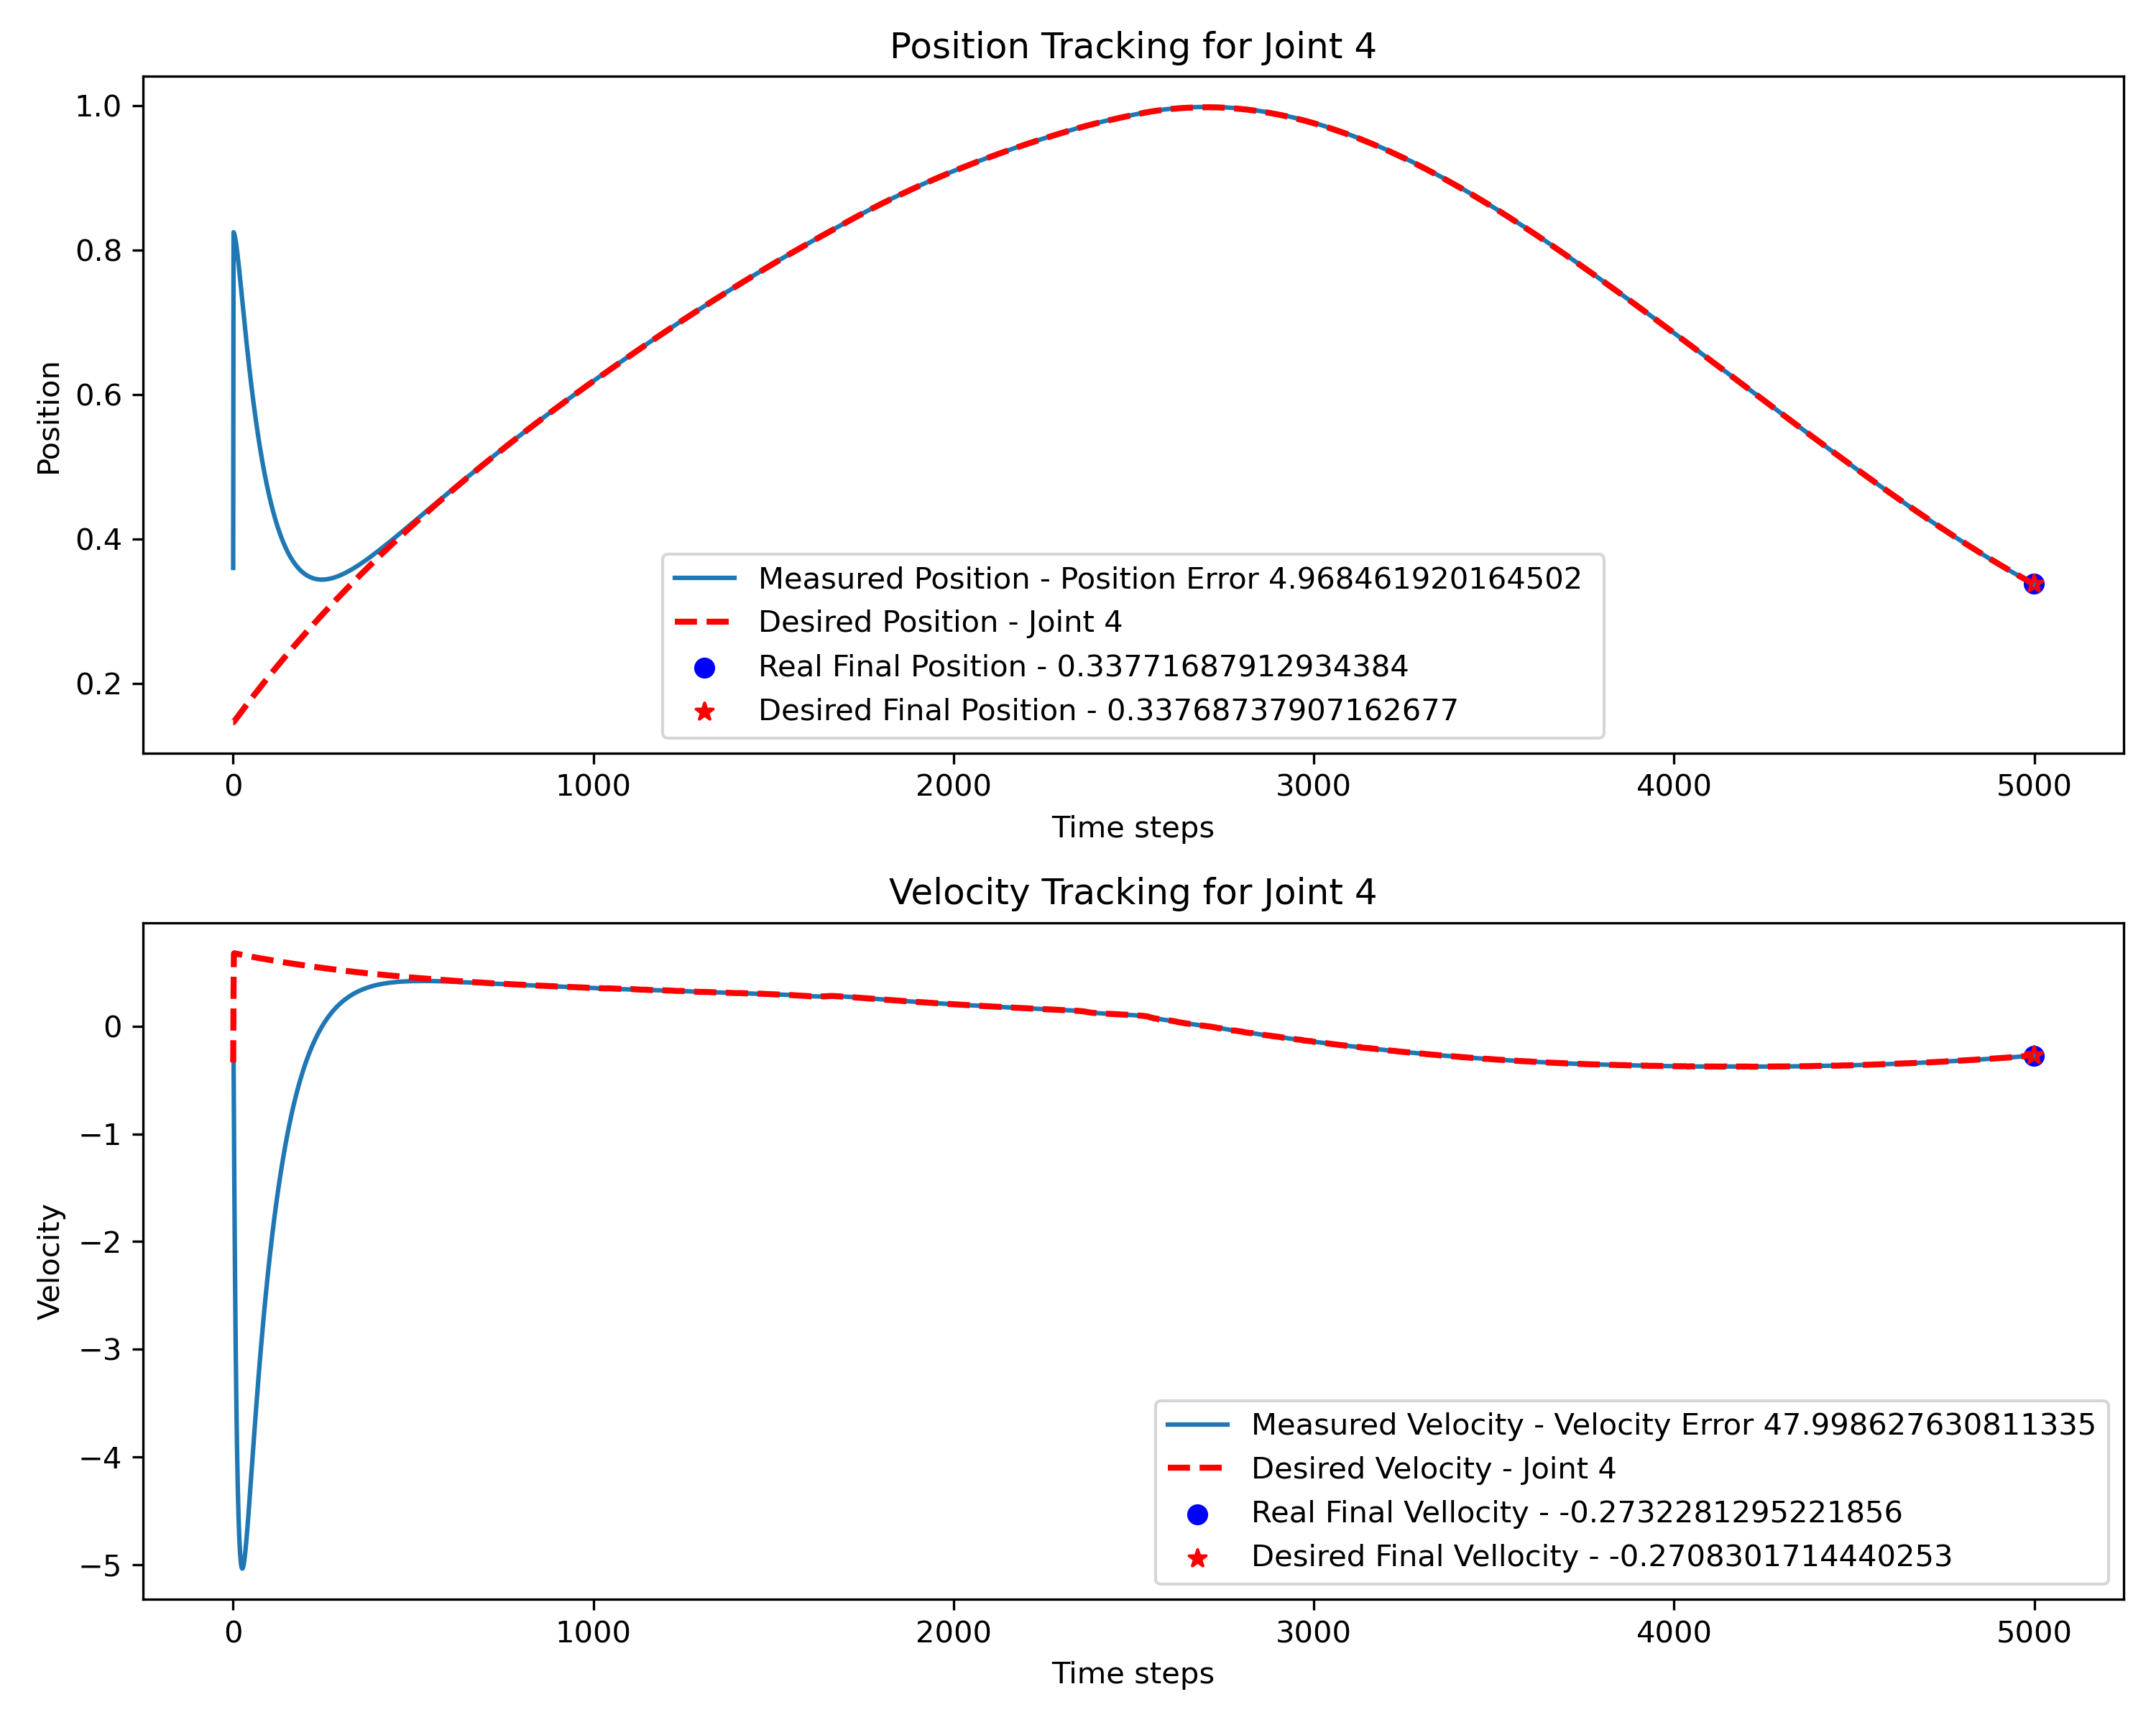 Position Tracking for Joint 4
1.0
0.8
0.6
0.4
0.2
Position
Measured Position - Position Error 4.968461920164502
Desired Position - Joint 4
Real Final Position - 0.33771687912934384
Desired Final Position - 0.33768737907162677
0 1000 2000 3000 4000 5000
Time steps
Velocity Tracking for Joint 4
0
−1
−2
−3
−4
−5
Velocity
Measured Velocity - Velocity Error 47.998627630811335
Desired Velocity - Joint 4
Real Final Vellocity - -0.2732281295221856
Desired Final Vellocity - -0.2708301714440253
0 1000 2000 3000 4000 5000
Time steps